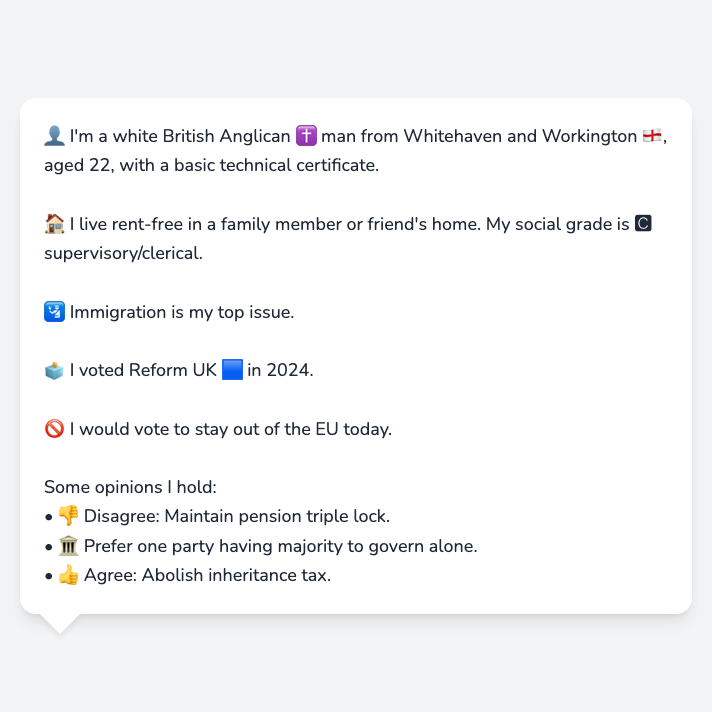 👤 I'm a white British Anglican ✝️ man from Whitehaven and Workington 🏴󠁧󠁢󠁥󠁮󠁧󠁿,
aged 22, with a basic technical certificate.
🏠 I live rent-free in a family member or friend's home. My social grade is 🅲
supervisory/clerical.
🛂 Immigration is my top issue.
🗳️ I voted Reform UK 🟦 in 2024.
🚫 I would vote to stay out of the EU today.
Some opinions I hold:
• 👎 Disagree: Maintain pension triple lock.
• 🏛️ Prefer one party having majority to govern alone.
• 👍 Agree: Abolish inheritance tax.